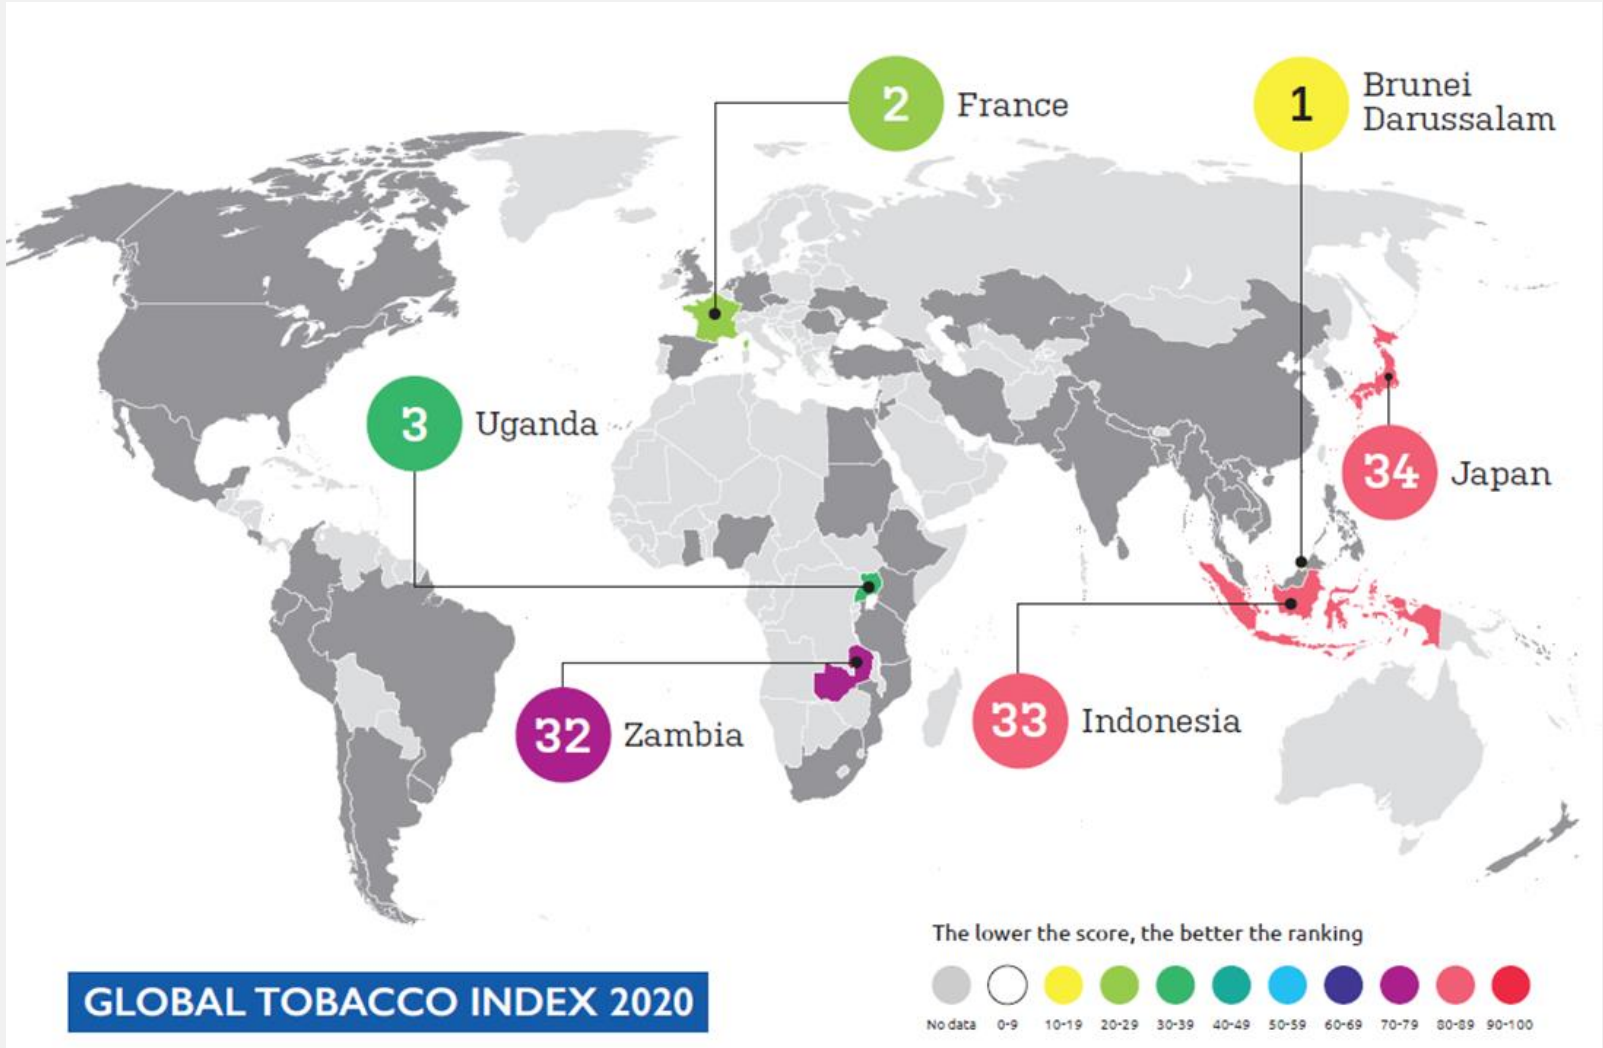 2
France
1
Brunei
Darussalam
3
Uganda
34
Japan
32
Zambia
33
Indonesia
The lower the score, the better the ranking
No data 0-9 10-19 20-29 30-39 40-49 50-59 60-69 70-79 80-89 90-100
GLOBAL TOBACCO INDEX 2020